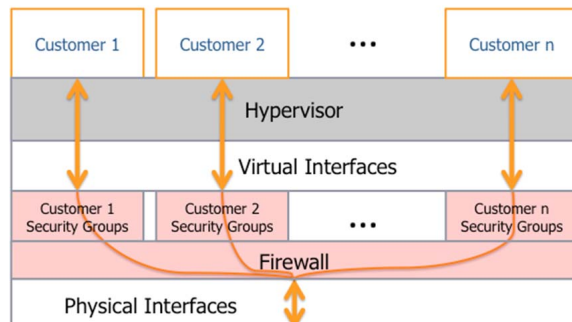 Customer 1
Customer 2
...
Customer n
Hypervisor
Virtual Interfaces
Customer 1
Security Groups
Customer 2
Security Groups
...
Customer n
Security Groups
Firewall
Physical Interfaces